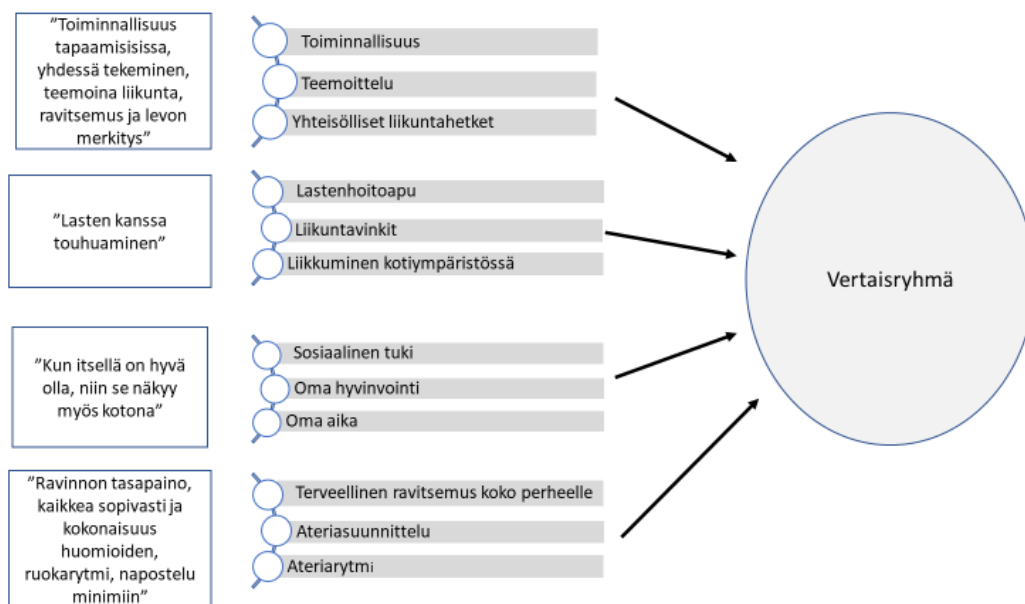 ”Toiminnallisuus
tapaamisisissa,
yhdessä tekeminen,
teemoina liikunta,
ravitsemus ja levon
merkitys”
Toiminnallisuus
Teemoittelu
Yhteisölliset liikuntahetket
”Lasten kanssa
touhuaminen”
Lastenhoitoapu
Liikuntavinkit
Liikkuminen kotiympäristössä
”Kun itsellä on hyvä
olla, niin se näkyy
myös kotona”
Sosiaalinen tuki
Oma hyvinvointi
Oma aika
”Ravinnon tasapaino,
kaikkea sopivasti ja
kokonaisuus
huomioiden,
ruokarytmi, napostelu
minimiin”
Terveellinen ravitsemus koko perheelle
Ateriasuunnittelu
Ateriarytmi
Vertaisryhmä